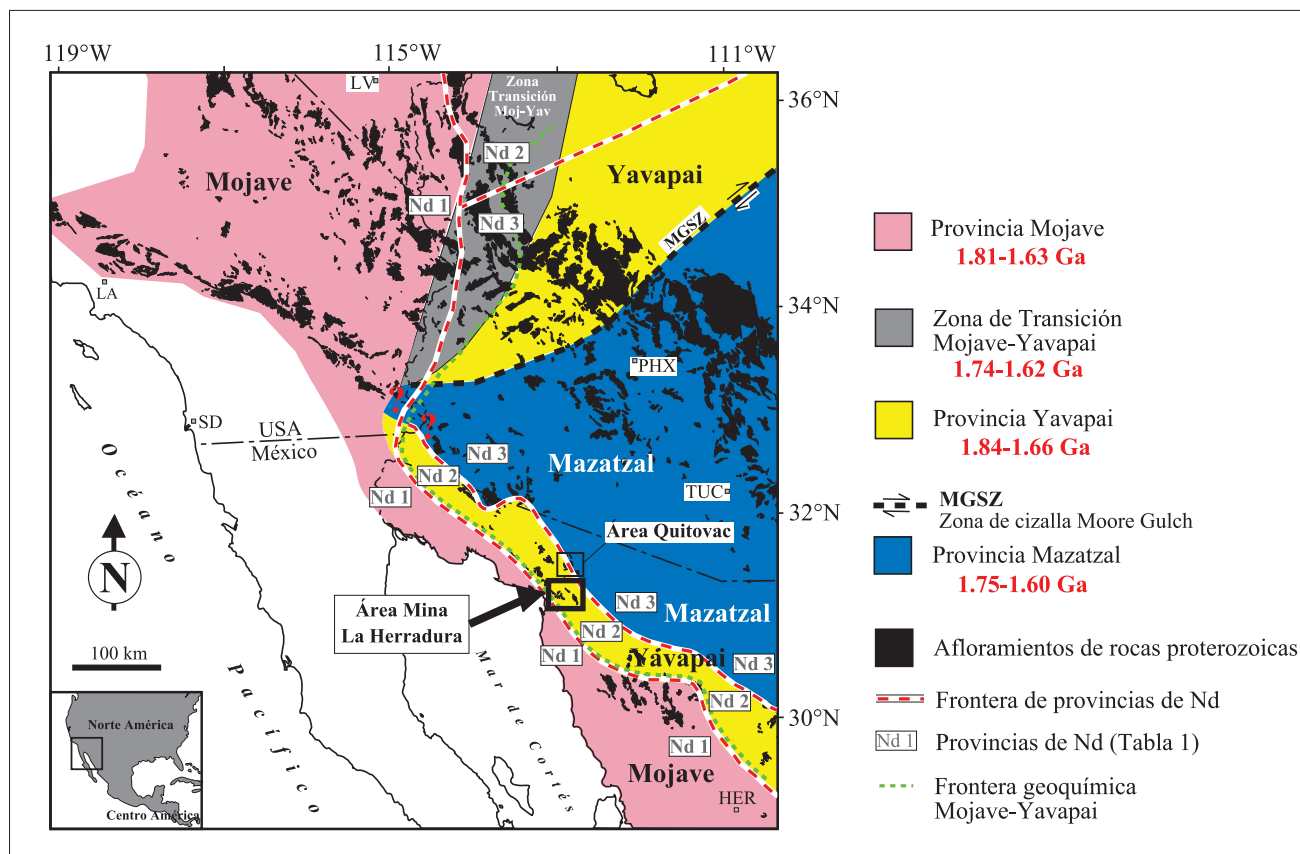 119°W
115°W
111°W
36°N
34°N
32°N
30°N
LV
Zona
Transición
Moj-Yav
Mojave
Nd 2
Yavapai
Nd 1
Nd 3
MGSZ
LA
PHX
SD
USA
México
Mazatzal
Nd 3
Nd 2
Nd 1
TUC
Área Quitovac
Océano
Pacífico
N
Área Mina
La Herradura
Mazatzal
Nd 3
Nd 2
Nd 1
Yávapai
Nd 3
Nd 2
Nd 1
Mojave
HER
Mar de Cortés
100 km
Norte América
Centro América
Provincia Mojave
1.81-1.63 Ga
Zona de Transición
Mojave-Yavapai
1.74-1.62 Ga
Provincia Yavapai
1.84-1.66 Ga
MGSZ
Zona de cizalla Moore Gulch
Provincia Mazatzal
1.75-1.60 Ga
Afloramientos de rocas proterozoicas
Frontera de provincias de Nd
Nd 1
Provincias de Nd (Tabla 1)
Frontera geoquímica
Mojave-Yavapai